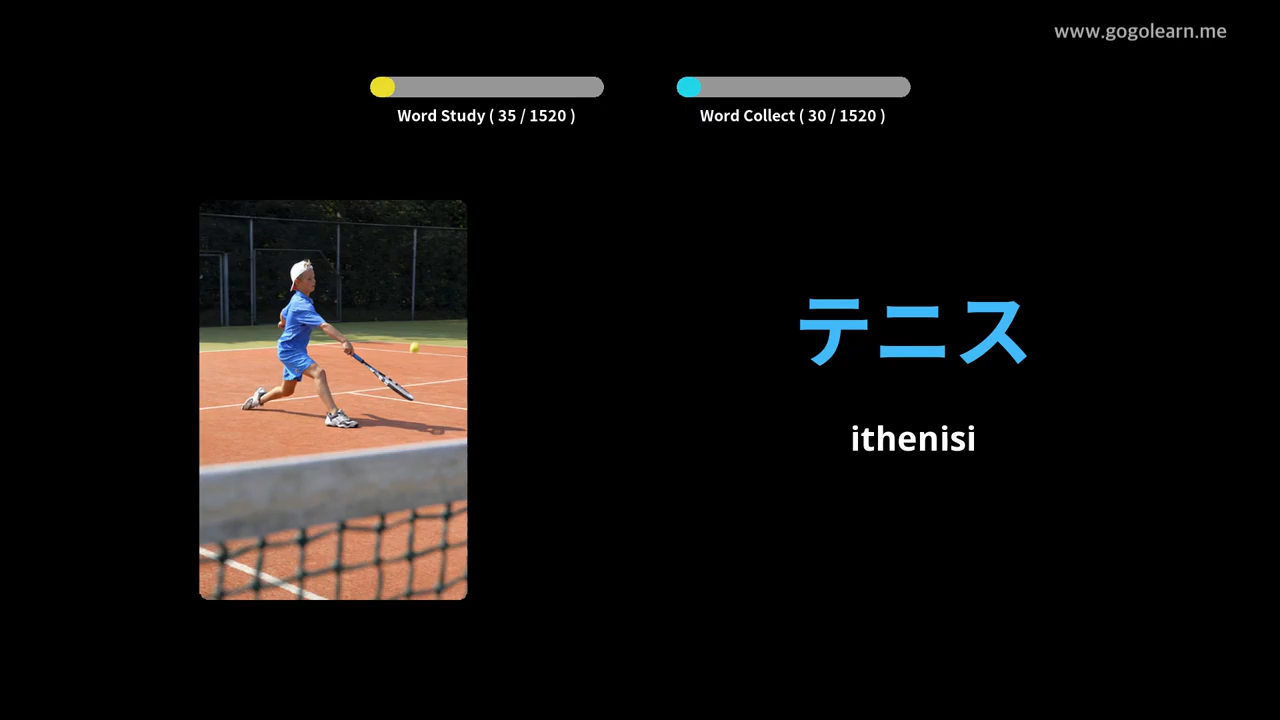 www.gogolearn.me
Word Study ( 35 / 1520 )
Word Collect ( 30 / 1520 )
テニス
ithenisi